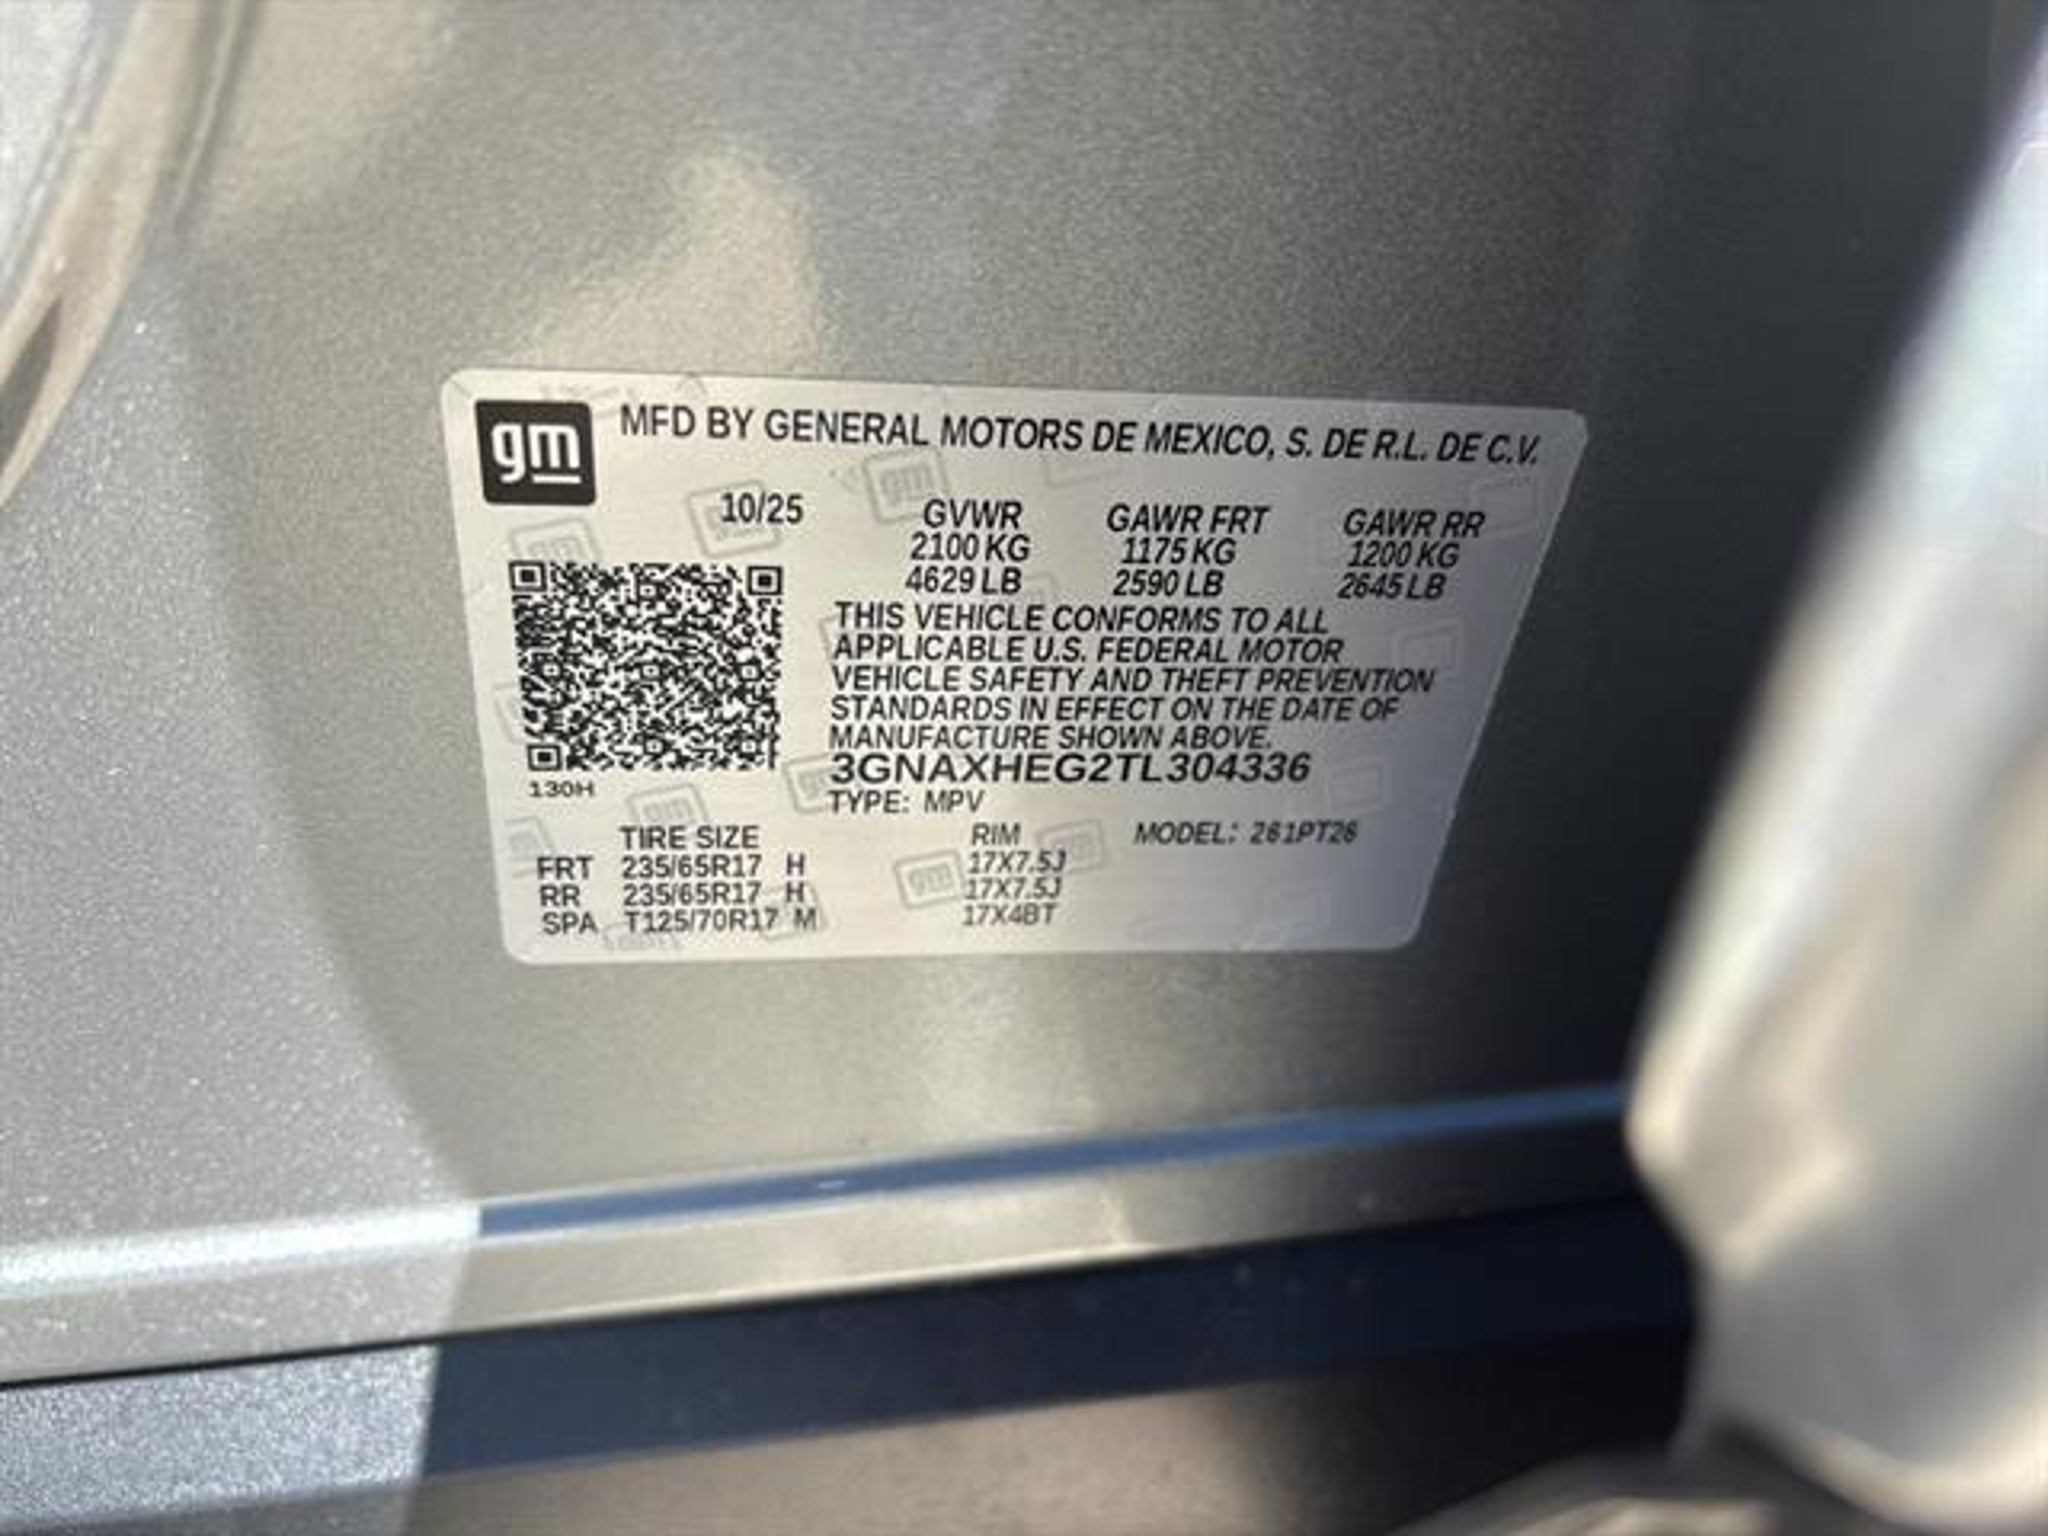 gm MFD BY GENERAL MOTORS DE MEXICO, S. DE R.L. DE C.V.
10/25 GVWR GAWR FRT GAWR RR
2100 KG 1175 KG 1200 KG
4629 LB 2590 LB 2645 LB
THIS VEHICLE CONFORMS TO ALL
APPLICABLE U.S. FEDERAL MOTOR
VEHICLE SAFETY AND THEFT PREVENTION
STANDARDS IN EFFECT ON THE DATE OF
MANUFACTURE SHOWN ABOVE.
3GNAXHEG2TL304336
130H
TYPE: MPV
TIRE SIZE RIM MODEL: 261PT26
FRT 235/65R17 H 17X7.5J
RR 235/65R17 H 17X7.5J
SPA T125/70R17 M 17X4BT